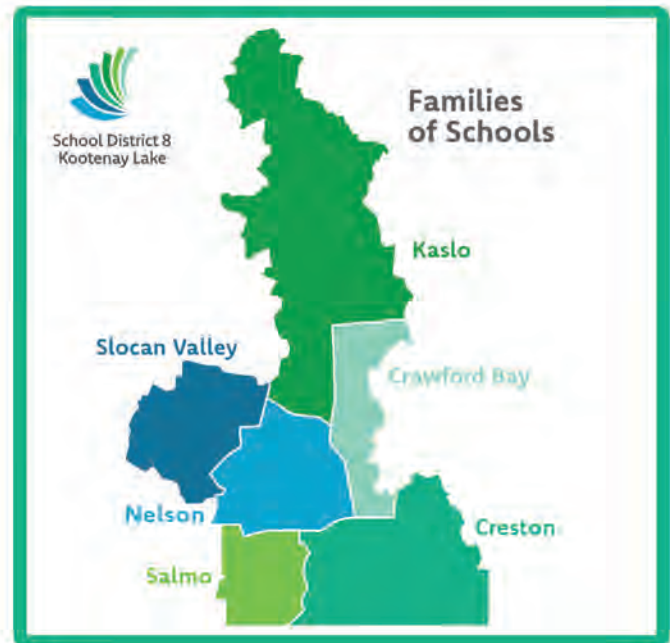 School District 8
Kootenay Lake
Families
of Schools
Kaslo
Slocan Valley
Crawford Bay
Nelson
Creston
Salmo